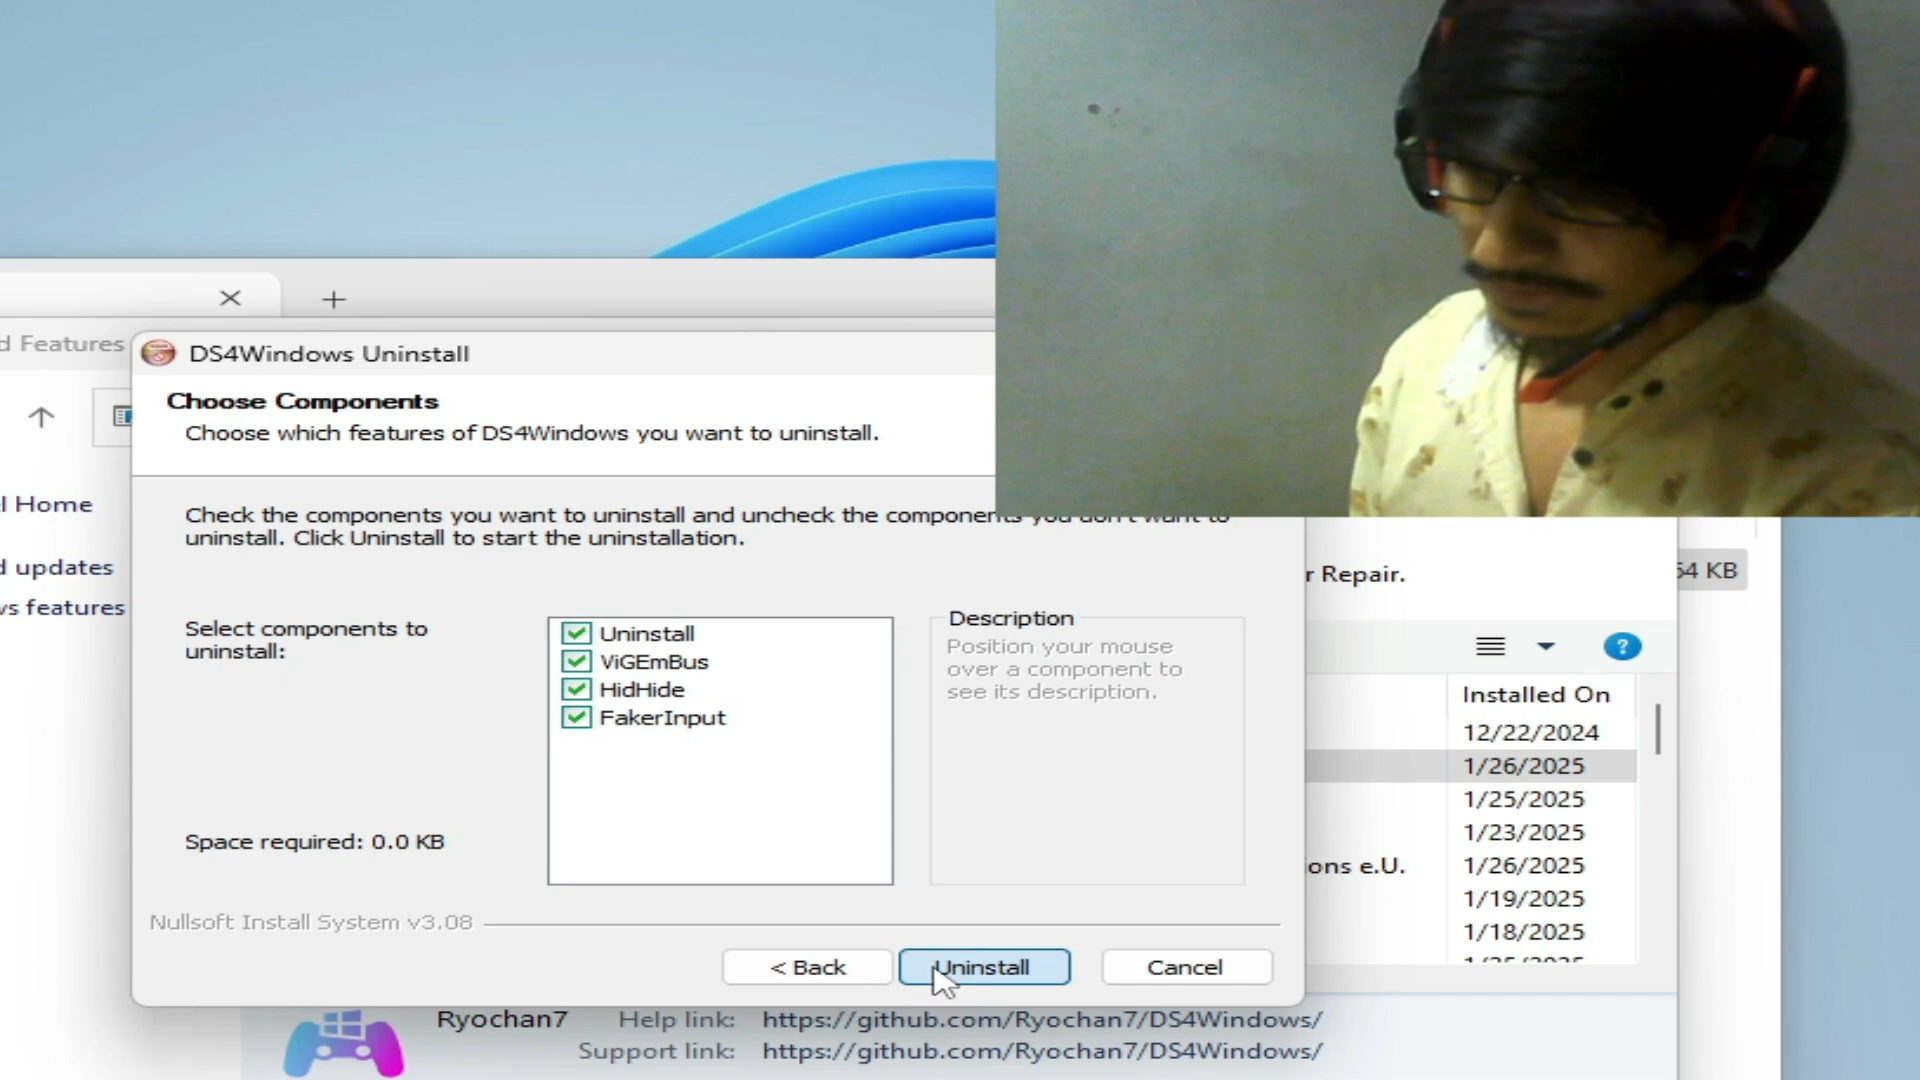 d Features
DS4Windows Uninstall
Choose Components
Choose which features of DS4Windows you want to uninstall.
l Home
d updates
ws features
Check the components you want to uninstall and uncheck the components you don't want to
uninstall. Click Uninstall to start the uninstallation.
Select components to
uninstall:
Uninstall
ViGEmBus
HidHide
FakerInput
Description
Position your mouse
over a component to
see its description.
Space required: 0.0 KB
Nullsoft Install System v3.08
< Back
Uninstall
Cancel
r Repair.
54 KB
?
Installed On
12/22/2024
1/26/2025
1/25/2025
1/23/2025
ions e.U.
1/26/2025
1/19/2025
1/18/2025
Ryochan7
Help link:
https://github.com/Ryochan7/DS4Windows/
Support link:
https://github.com/Ryochan7/DS4Windows/